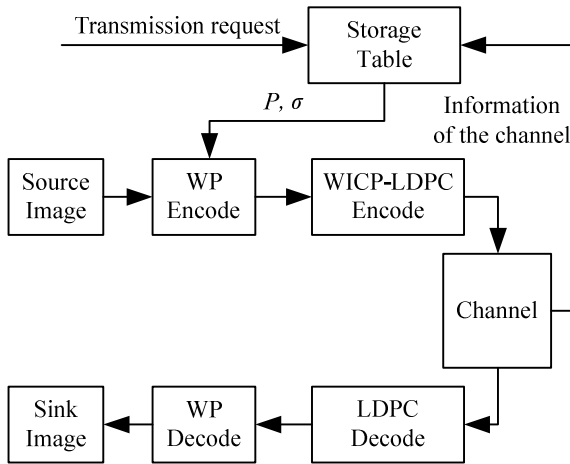 Transmission request
Storage
Table
P, σ
Information
of the channel
Source
Image
WP
Encode
WICP-LDPC
Encode
Channel
Sink
Image
WP
Decode
LDPC
Decode